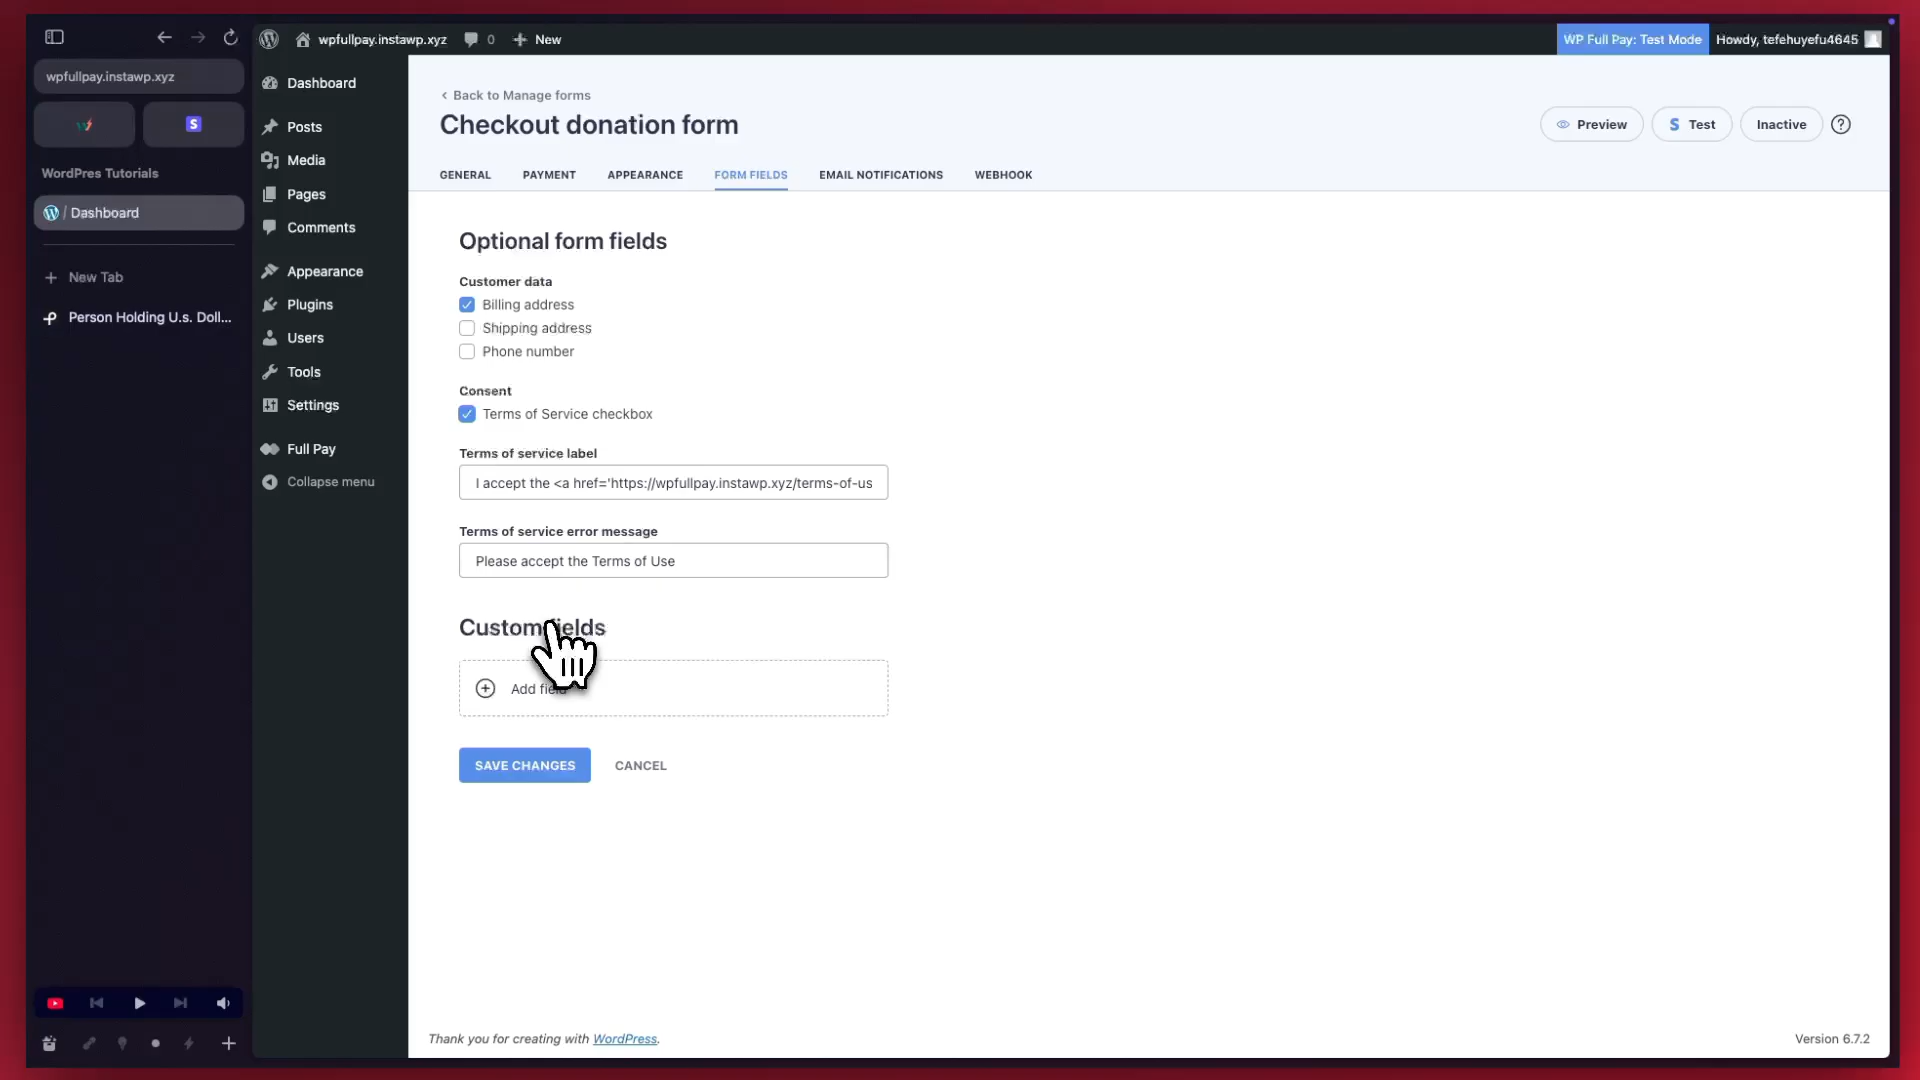 wpfullpay.instawp.xyz
0
New
WP Full Pay: Test Mode
Howdy, tefehuyefu4645
wpfullpay.instawp.xyz
S
WordPres Tutorials
/ Dashboard
New Tab
Person Holding U.s. Doll...
Dashboard
Posts
Media
Pages
Comments
Appearance
Plugins
Users
Tools
Settings
Full Pay
Collapse menu
Back to Manage forms
Checkout donation form
Preview
S Test
Inactive
?
GENERAL
PAYMENT
APPEARANCE
FORM FIELDS
EMAIL NOTIFICATIONS
WEBHOOK
Optional form fields
Customer data
Billing address
Shipping address
Phone number
Consent
Terms of Service checkbox
Terms of service label
I accept the <a href='https://wpfullpay.instawp.xyz/terms-of-us
Terms of service error message
Please accept the Terms of Use
Custom fields
Add field
SAVE CHANGES
CANCEL
Thank you for creating with WordPress.
Version 6.7.2